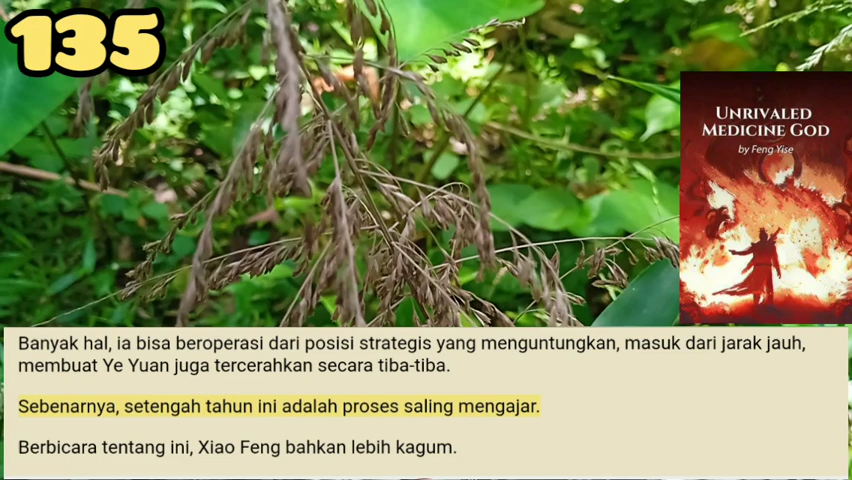 135
UNRIVALED
MEDICINE GOD
by Feng Yise
Banyak hal, ia bisa beroperasi dari posisi strategis yang menguntungkan, masuk dari jarak jauh,
membuat Ye Yuan juga tercerahkan secara tiba-tiba.
Sebenarnya, setengah tahun ini adalah proses saling mengajar.
Berbicara tentang ini, Xiao Feng bahkan lebih kagum.